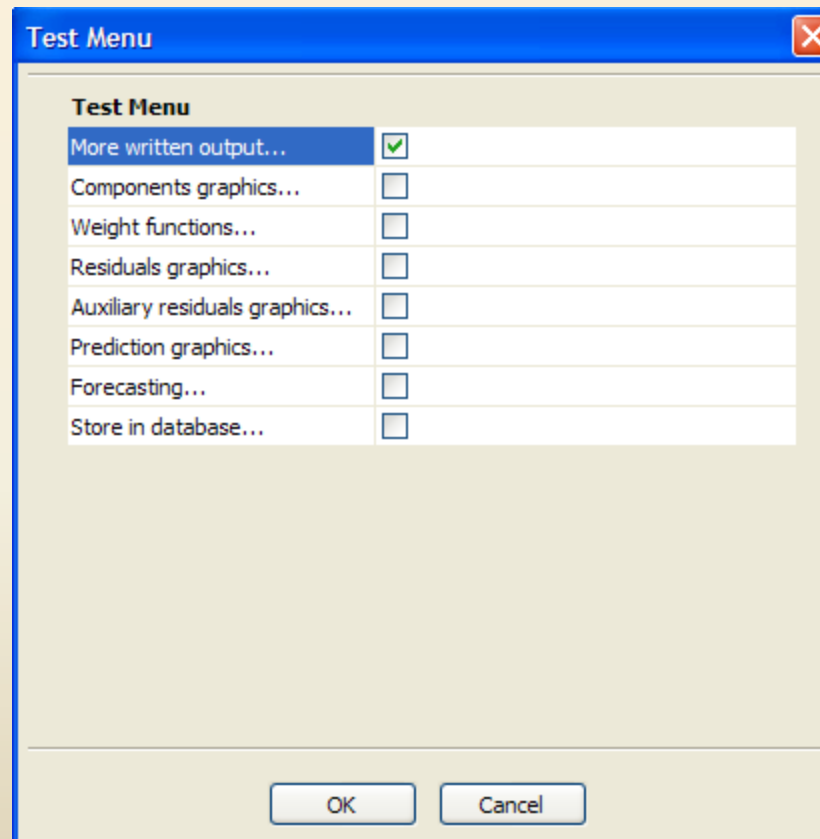 Test Menu
Test Menu
More written output...
Components graphics...
Weight functions...
Residuals graphics...
Auxiliary residuals graphics...
Prediction graphics...
Forecasting...
Store in database...
OK Cancel